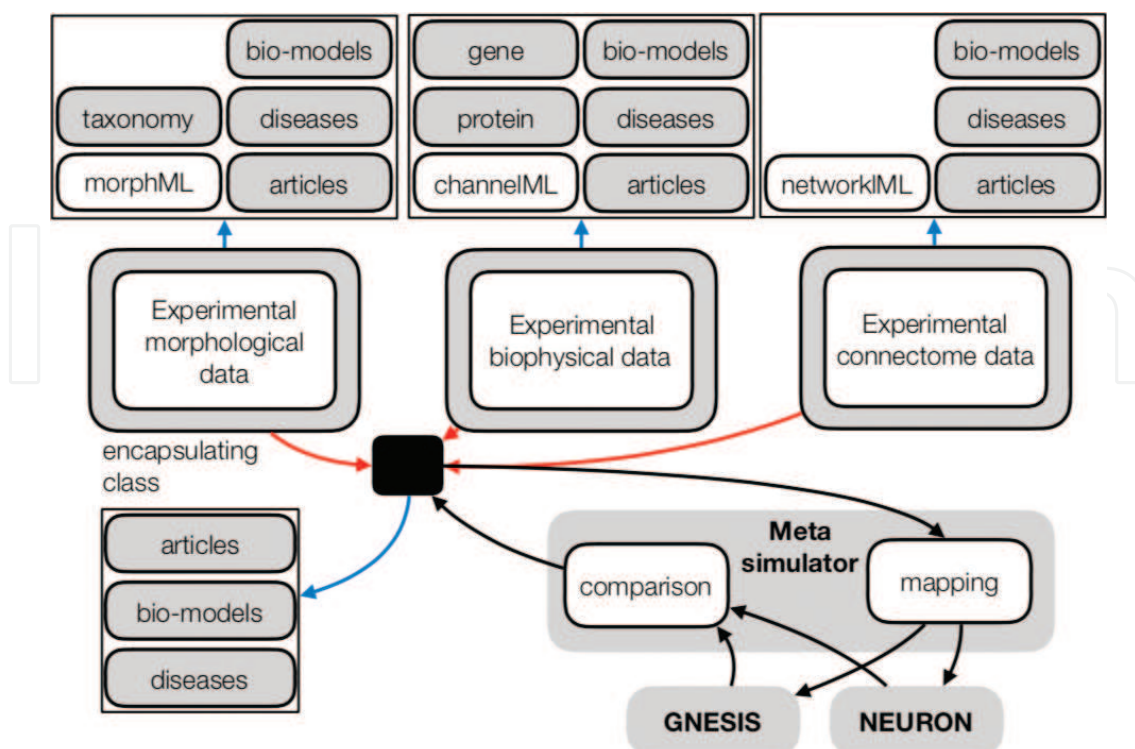 bio-models
taxonomy
diseases
morphML
articles
gene
bio-models
protein
diseases
channelML
articles
bio-models
diseases
networkIML
articles
Experimental
morphological
data
Experimental
biophysical data
Experimental
connectome data
encapsulating
class
articles
bio-models
diseases
Meta
simulator
comparison
mapping
GNESIS
NEURON